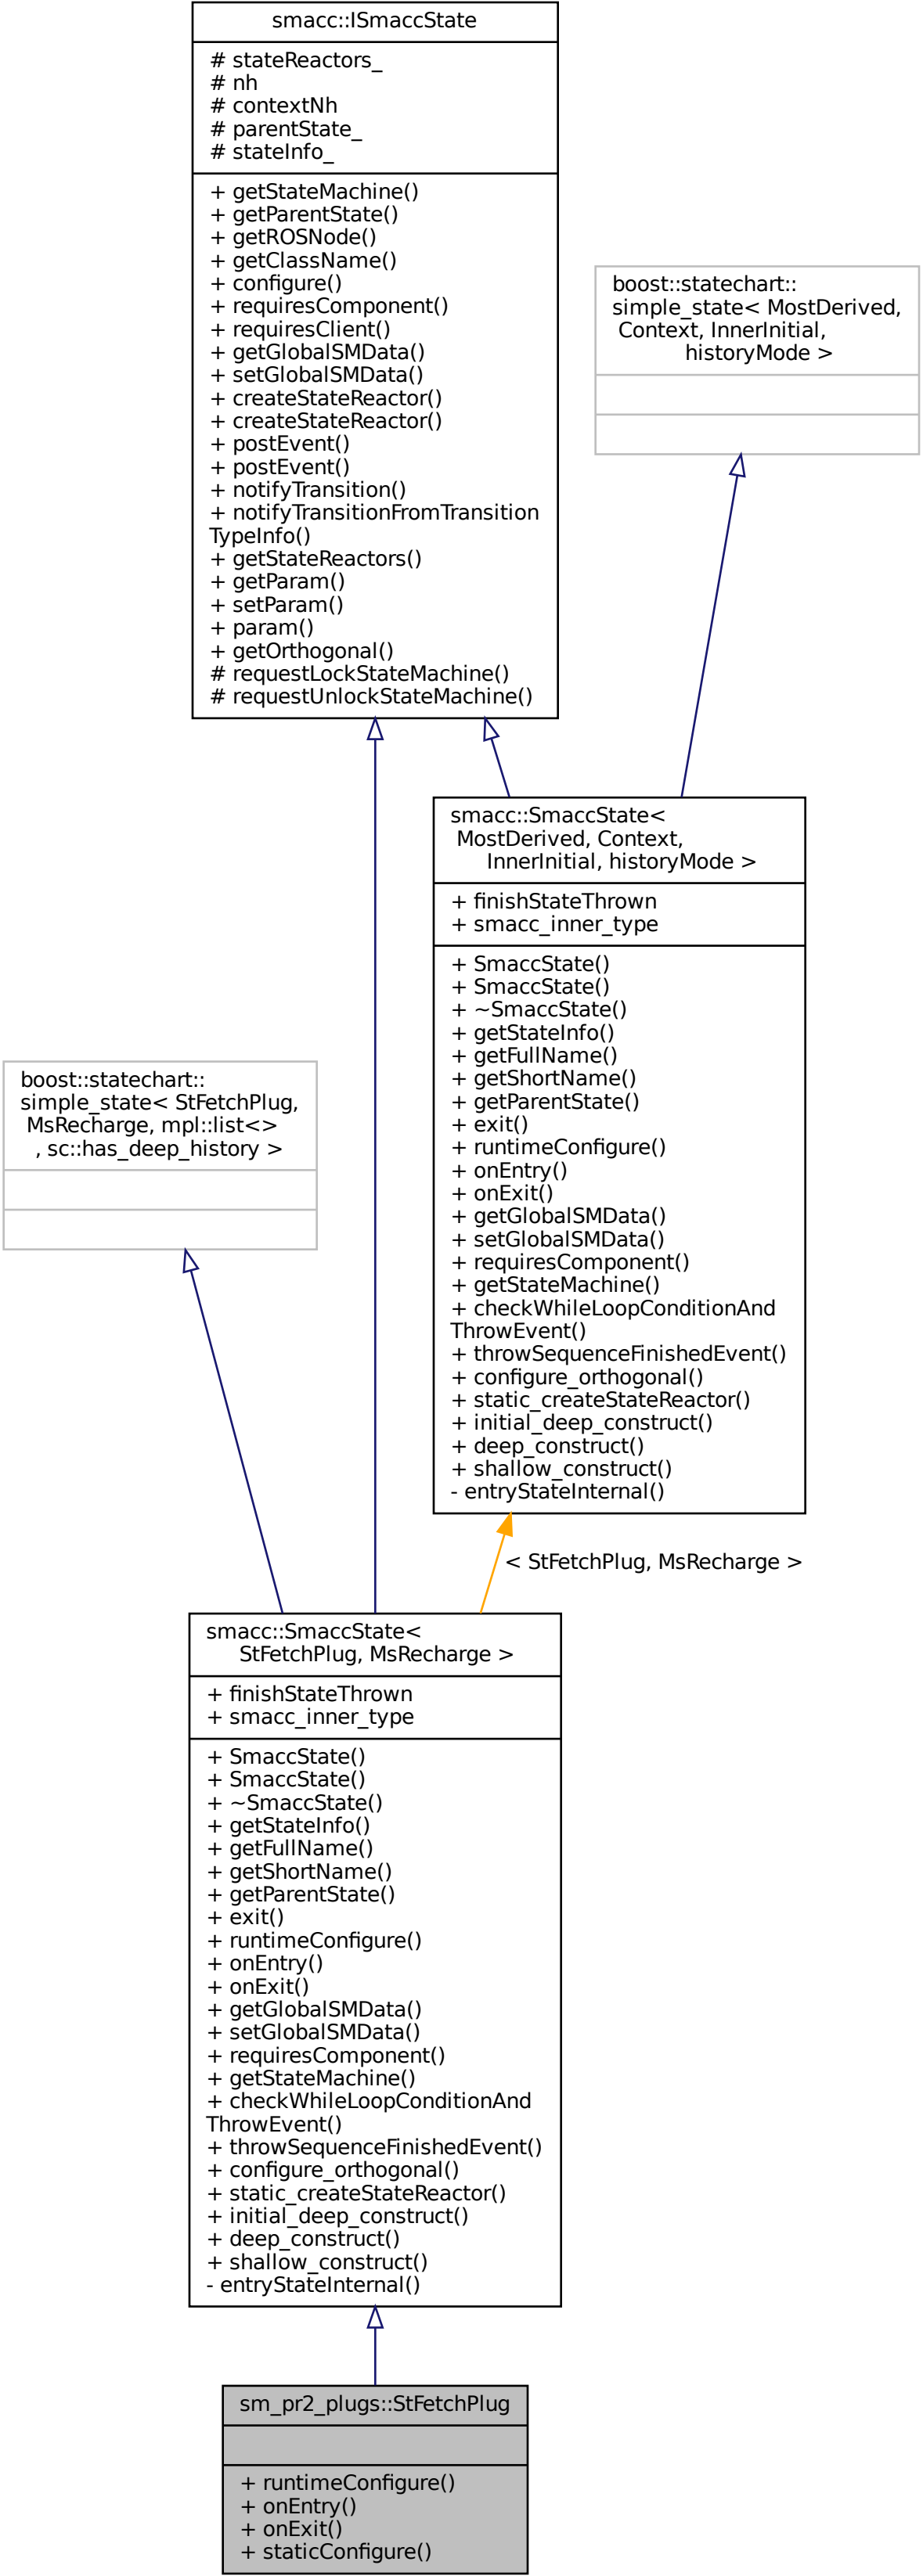 smacc::ISmaccState
# stateReactors_
# nh
# contextNh
# parentState_
# stateInfo_
+ getStateMachine()
+ getParentState()
+ getROSNode()
+ getClassName()
+ configure()
+ requiresComponent()
+ requiresClient()
+ getGlobalSMData()
+ setGlobalSMData()
+ createStateReactor()
+ createStateReactor()
+ postEvent()
+ postEvent()
+ notifyTransition()
+ notifyTransitionFromTransition
TypeInfo()
+ getStateReactors()
+ getParam()
+ setParam()
+ param()
+ getOrthogonal()
# requestLockStateMachine()
# requestUnlockStateMachine()
boost::statechart::
simple_state< MostDerived,
Context, InnerInitial,
historyMode >
smacc::SmaccState<
MostDerived, Context,
InnerInitial, historyMode >
+ finishStateThrown
+ smacc_inner_type
+ SmaccState()
+ SmaccState()
+ ~SmaccState()
+ getStateInfo()
+ getFullName()
+ getShortName()
+ getParentState()
+ exit()
+ runtimeConfigure()
+ onEntry()
+ onExit()
+ getGlobalSMData()
+ setGlobalSMData()
+ requiresComponent()
+ getStateMachine()
+ checkWhileLoopConditionAnd
ThrowEvent()
+ throwSequenceFinishedEvent()
+ configure_orthogonal()
+ static_createStateReactor()
+ initial_deep_construct()
+ deep_construct()
+ shallow_construct()
- entryStateInternal()
boost::statechart::
simple_state< StFetchPlug,
MsRecharge, mpl::list<>
, sc::has_deep_history >
< StFetchPlug, MsRecharge >
smacc::SmaccState<
StFetchPlug, MsRecharge >
+ finishStateThrown
+ smacc_inner_type
+ SmaccState()
+ SmaccState()
+ ~SmaccState()
+ getStateInfo()
+ getFullName()
+ getShortName()
+ getParentState()
+ exit()
+ runtimeConfigure()
+ onEntry()
+ onExit()
+ getGlobalSMData()
+ setGlobalSMData()
+ requiresComponent()
+ getStateMachine()
+ checkWhileLoopConditionAnd
ThrowEvent()
+ throwSequenceFinishedEvent()
+ configure_orthogonal()
+ static_createStateReactor()
+ initial_deep_construct()
+ deep_construct()
+ shallow_construct()
- entryStateInternal()
sm_pr2_plugs::StFetchPlug
+ runtimeConfigure()
+ onEntry()
+ onExit()
+ staticConfigure()